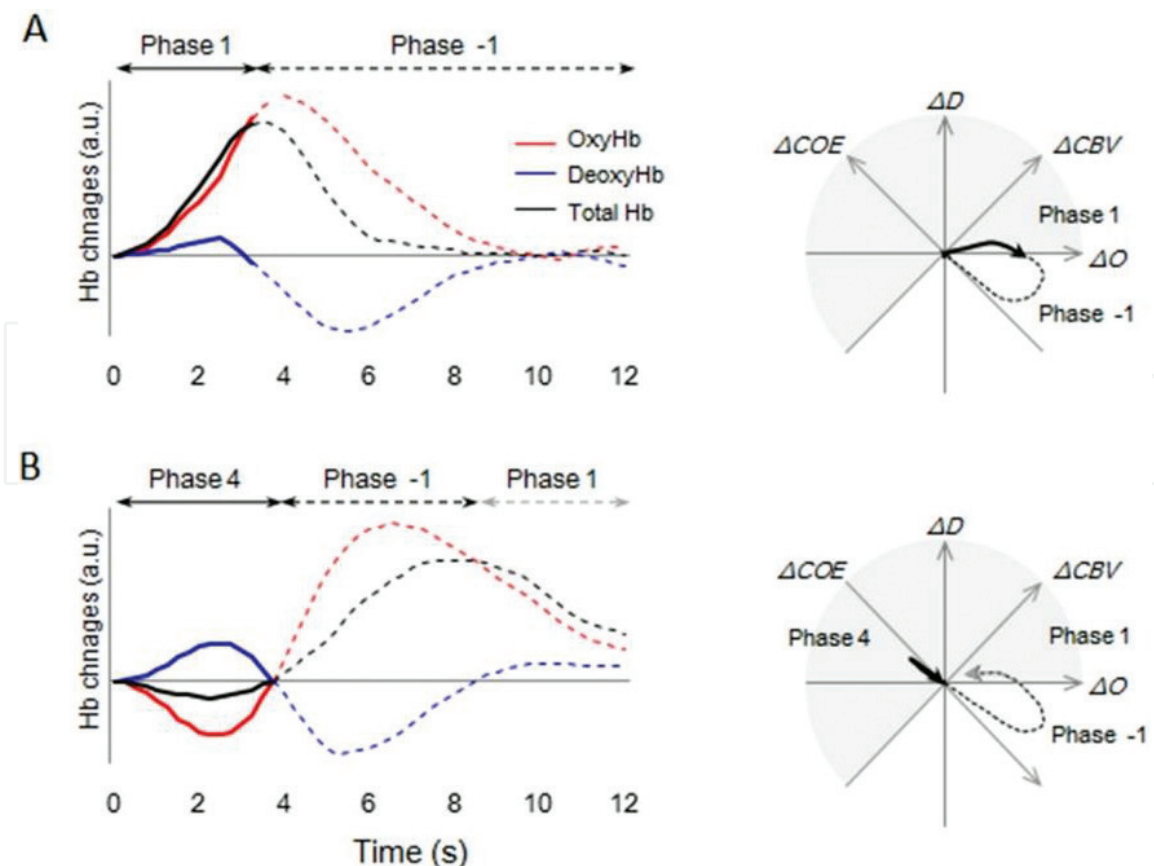 A
Phase 1
Phase -1
Hb chnages (a.u.)
OxyHb
DeoxyHb
Total Hb
0 2 4 6 8 10 12
ΔD
ΔCOE
ΔCBV
Phase 1
ΔO
Phase -1
B
Phase 4
Phase -1
Phase 1
Hb chnages (a.u.)
0 2 4 6 8 10 12
Time (s)
ΔD
ΔCOE
ΔCBV
Phase 4
Phase 1
ΔO
Phase -1